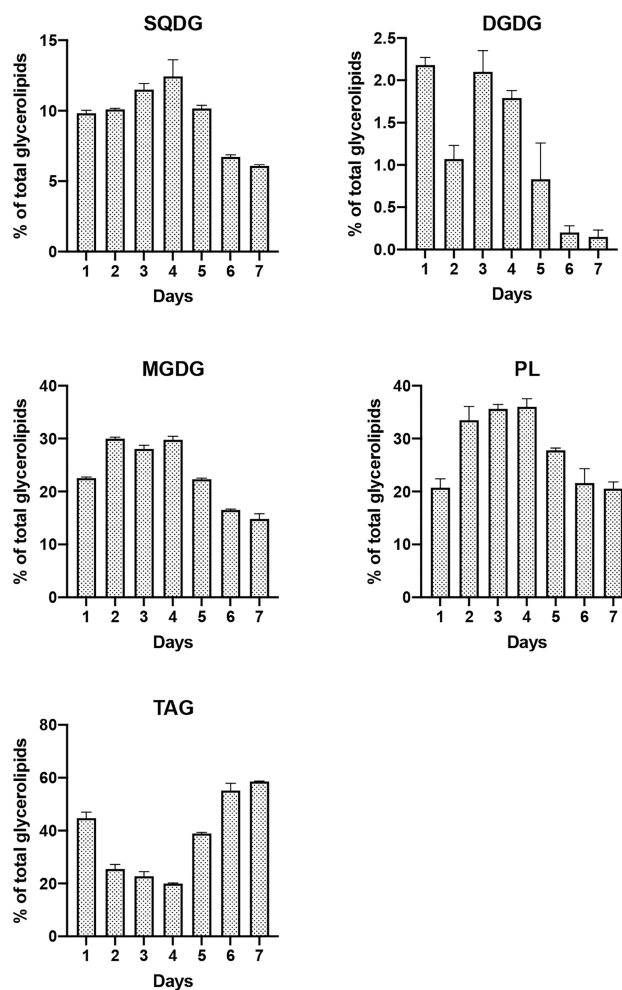 SQDG
% of total glycerolipids
15
10
5
0
1 2 3 4 5 6 7
Days
DGDG
% of total glycerolipids
2.5
2.0
1.5
1.0
0.5
0.0
1 2 3 4 5 6 7
Days
MGDG
% of total glycerolipids
40
30
20
10
0
1 2 3 4 5 6 7
Days
PL
% of total glycerolipids
40
30
20
10
0
1 2 3 4 5 6 7
Days
TAG
% of total glycerolipids
80
60
40
20
0
1 2 3 4 5 6 7
Days